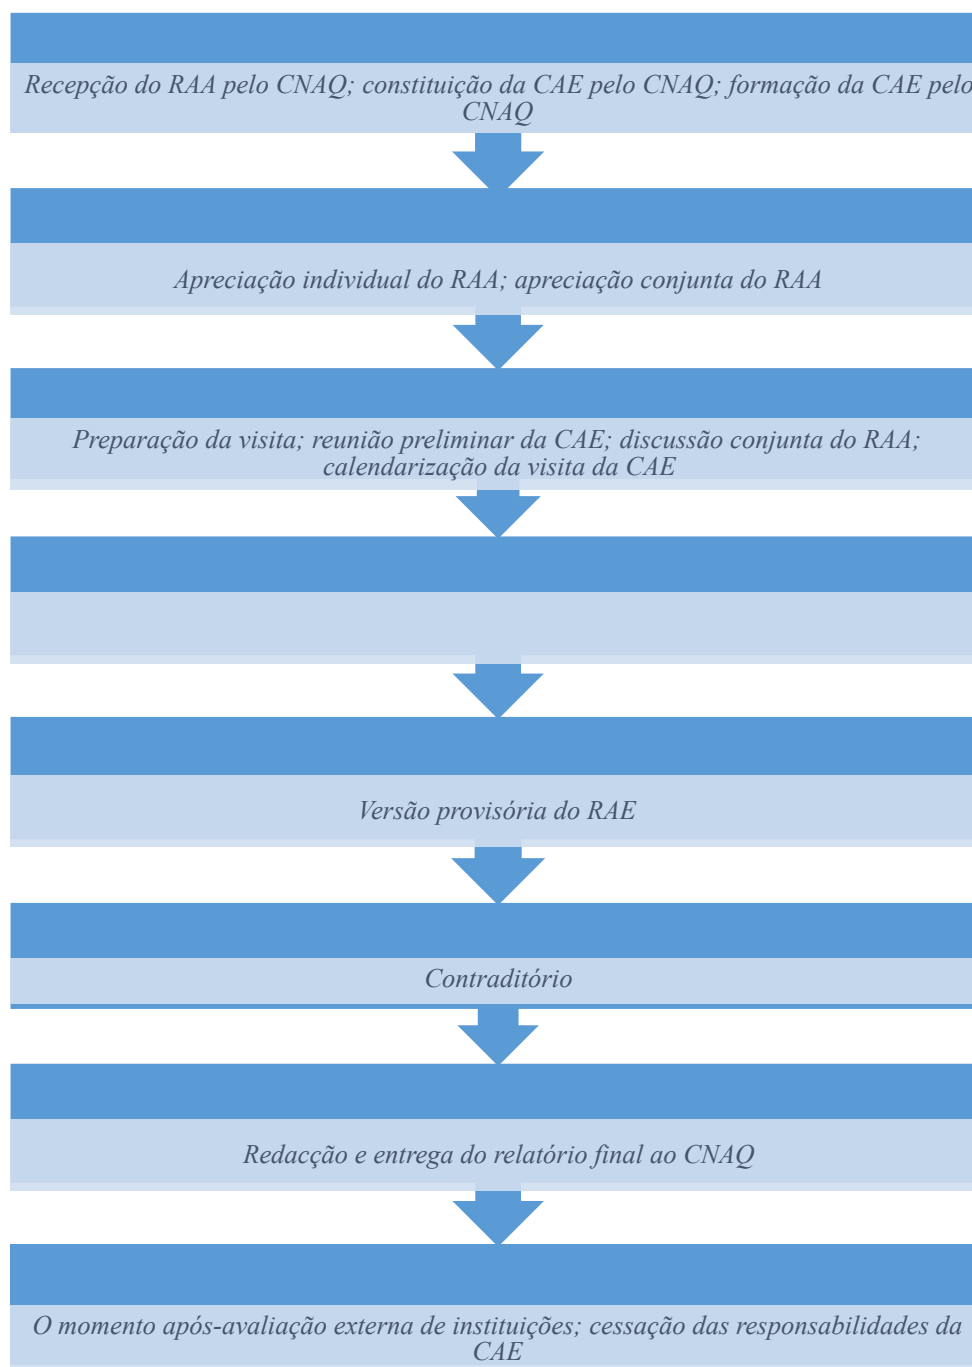 Recepção do RAA pelo CNAQ; constituição da CAE pelo CNAQ; formação da CAE pelo
CNAQ
Apreciação individual do RAA; apreciação conjunta do RAA
Preparação da visita; reunião preliminar da CAE; discussão conjunta do RAA;
calendarização da visita da CAE
Versão provisória do RAE
Contraditório
Redacção e entrega do relatório final ao CNAQ
O momento após-avaliação externa de instituições; cessação das responsabilidades da
CAE